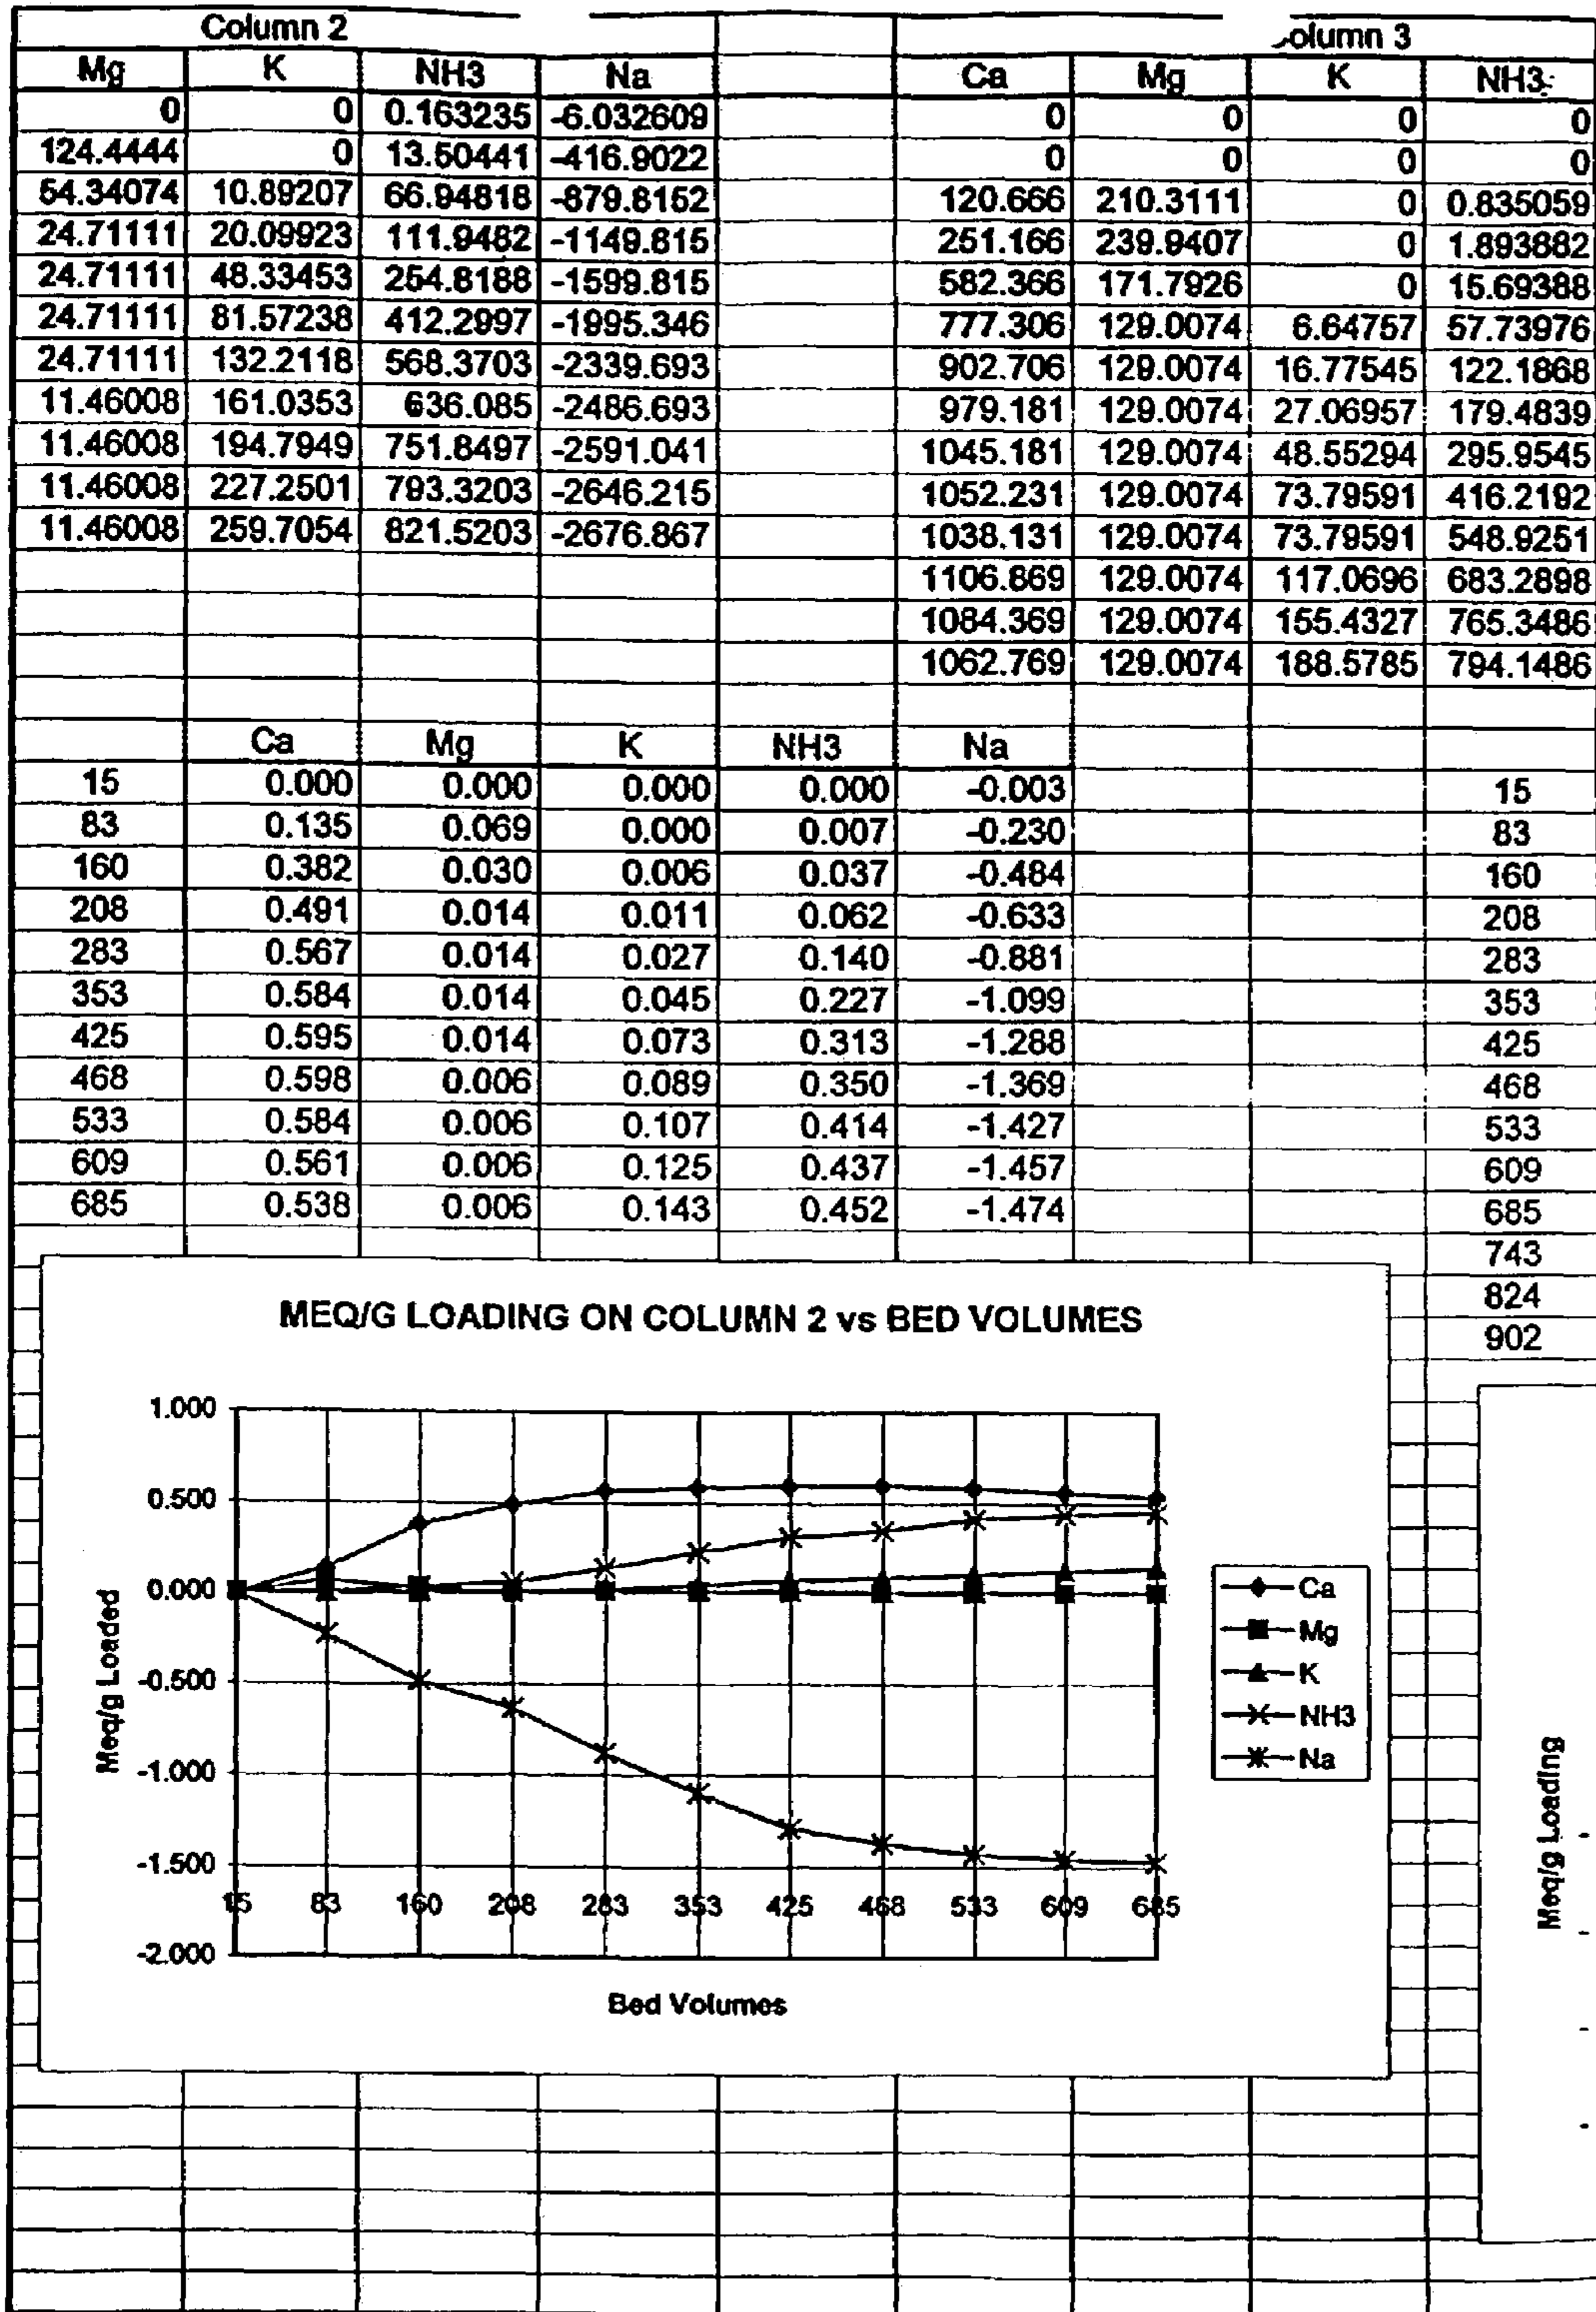 Column 2 olumn 3
Mg K NH3 Na Ca Mg K NH3
0 0 0.163235 -6.032609 0 0 0 0
124.4444 0 13.50441 -416.9022 0 0 0 0
54.34074 10.89207 66.94818 -879.8152 120.666 210.3111 0 0.835059
24.71111 20.09923 111.9482 -1149.815 251.166 239.9407 0 1.893882
24.71111 48.33453 254.8188 -1599.815 582.366 171.7926 0 15.69388
24.71111 81.57238 412.2997 -1995.346 777.306 129.0074 6.64757 57.73976
24.71111 132.2118 568.3703 -2339.693 902.706 129.0074 16.77545 122.1868
11.46008 161.0353 636.085 -2486.693 979.181 129.0074 27.06957 179.4839
11.46008 194.7949 751.8497 -2591.041 1045.181 129.0074 48.55294 295.9545
11.46008 227.2501 793.3203 -2646.215 1052.231 129.0074 73.79591 416.2192
11.46008 259.7054 821.5203 -2676.867 1038.131 129.0074 73.79591 548.9251
1106.869 129.0074 117.0696 683.2898
1084.369 129.0074 155.4327 765.3486
1062.769 129.0074 188.5785 794.1486
Ca Mg K NH3 Na
15 0.000 0.000 0.000 0.000 -0.003 15
83 0.135 0.069 0.000 0.007 -0.230 83
160 0.382 0.030 0.006 0.037 -0.484 160
208 0.491 0.014 0.011 0.062 -0.633 208
283 0.567 0.014 0.027 0.140 -0.881 283
353 0.584 0.014 0.045 0.227 -1.099 353
425 0.595 0.014 0.073 0.313 -1.288 425
468 0.598 0.006 0.089 0.350 -1.369 468
533 0.584 0.006 0.107 0.414 -1.427 533
609 0.561 0.006 0.125 0.437 -1.457 609
685 0.538 0.006 0.143 0.452 -1.474 685
743
824
902
MEQ/G LOADING ON COLUMN 2 vs BED VOLUMES
1.000
0.500
0.000
-0.500
-1.000
-1.500
-2.000
Meq/g Loaded
15 83 160 208 283 353 425 468 533 609 685
Bed Volumes
Ca
Mg
K
NH3
Na
Meq/g Loading